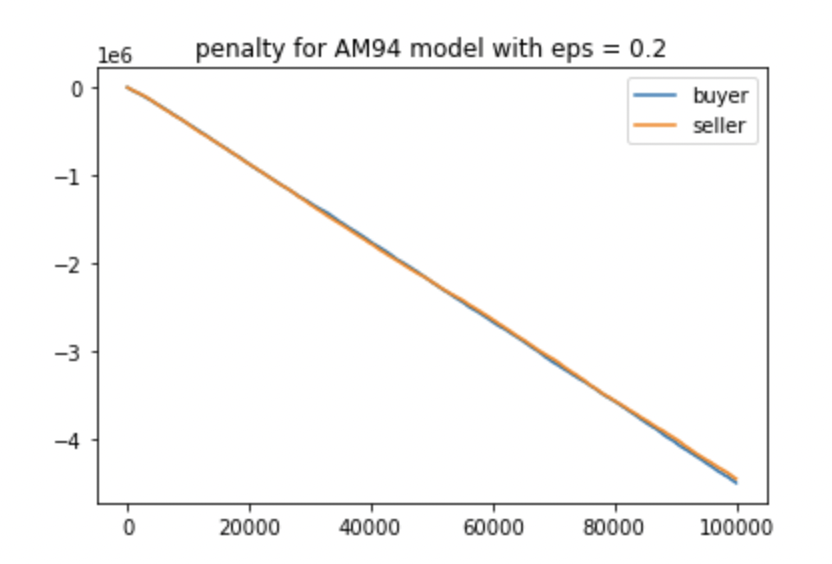 penalty for AM94 model with eps = 0.2
1e6
buyer
seller
0
−1
−2
−3
−4
0 20000 40000 60000 80000 100000